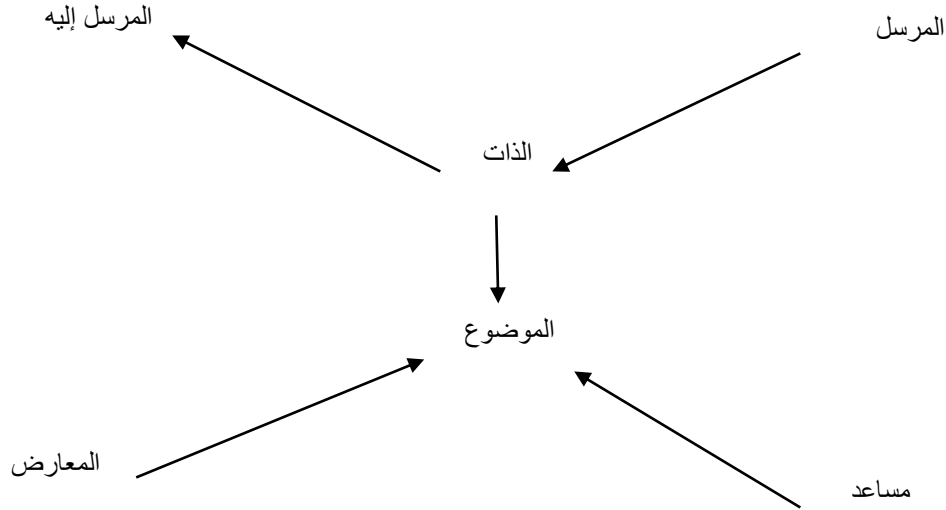 المرسل
المرسل إليه
الذات
الموضوع
المعارض
مساعد